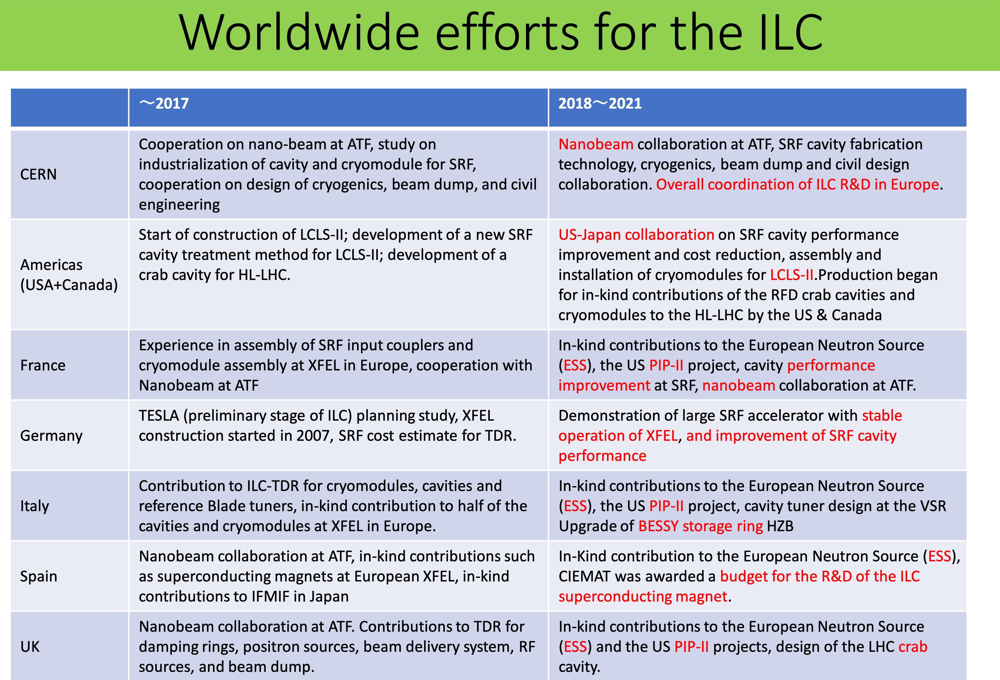 Worldwide efforts for the ILC
～2017
2018～2021
CERN
Cooperation on nano-beam at ATF, study on
industrialization of cavity and cryomodule for SRF,
cooperation on design of cryogenics, beam dump, and civil
engineering
Nanobeam collaboration at ATF, SRF cavity fabrication
technology, cryogenics, beam dump and civil design
collaboration. Overall coordination of ILC R&D in Europe.
Americas
(USA+Canada)
Start of construction of LCLS-II; development of a new SRF
cavity treatment method for LCLS-II; development of a
crab cavity for HL-LHC.
US-Japan collaboration on SRF cavity performance
improvement and cost reduction, assembly and
installation of cryomodules for LCLS-II.Production began
for in-kind contributions of the RFD crab cavities and
cryomodules to the HL-LHC by the US & Canada
France
Experience in assembly of SRF input couplers and
cryomodule assembly at XFEL in Europe, cooperation with
Nanobeam at ATF
In-kind contributions to the European Neutron Source
(ESS), the US PIP-II project, cavity performance
improvement at SRF, nanobeam collaboration at ATF.
Germany
TESLA (preliminary stage of ILC) planning study, XFEL
construction started in 2007, SRF cost estimate for TDR.
Demonstration of large SRF accelerator with stable
operation of XFEL, and improvement of SRF cavity
performance
Italy
Contribution to ILC-TDR for cryomodules, cavities and
reference Blade tuners, in-kind contribution to half of the
cavities and cryomodules at XFEL in Europe.
In-kind contributions to the European Neutron Source
(ESS), the US PIP-II project, cavity tuner design at the VSR
Upgrade of BESSY storage ring HZB
Spain
Nanobeam collaboration at ATF, in-kind contributions such
as superconducting magnets at European XFEL, in-kind
contributions to IFMIF in Japan
In-Kind contribution to the European Neutron Source (ESS),
CIEMAT was awarded a budget for the R&D of the ILC
superconducting magnet.
UK
Nanobeam collaboration at ATF. Contributions to TDR for
damping rings, positron sources, beam delivery system, RF
sources, and beam dump.
In-kind contributions to the European Neutron Source
(ESS) and the US PIP-II projects, design of the LHC crab
cavity.